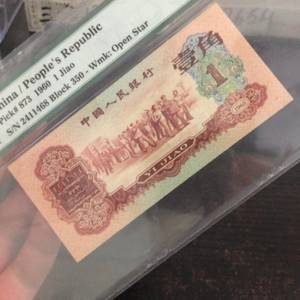 China / People's Republic
Pick# 873 1960 1 Jiao
S/N 2411468 Block 350 - Wmk: Open Star
中国人民银行
壹角
1
YI JIAO